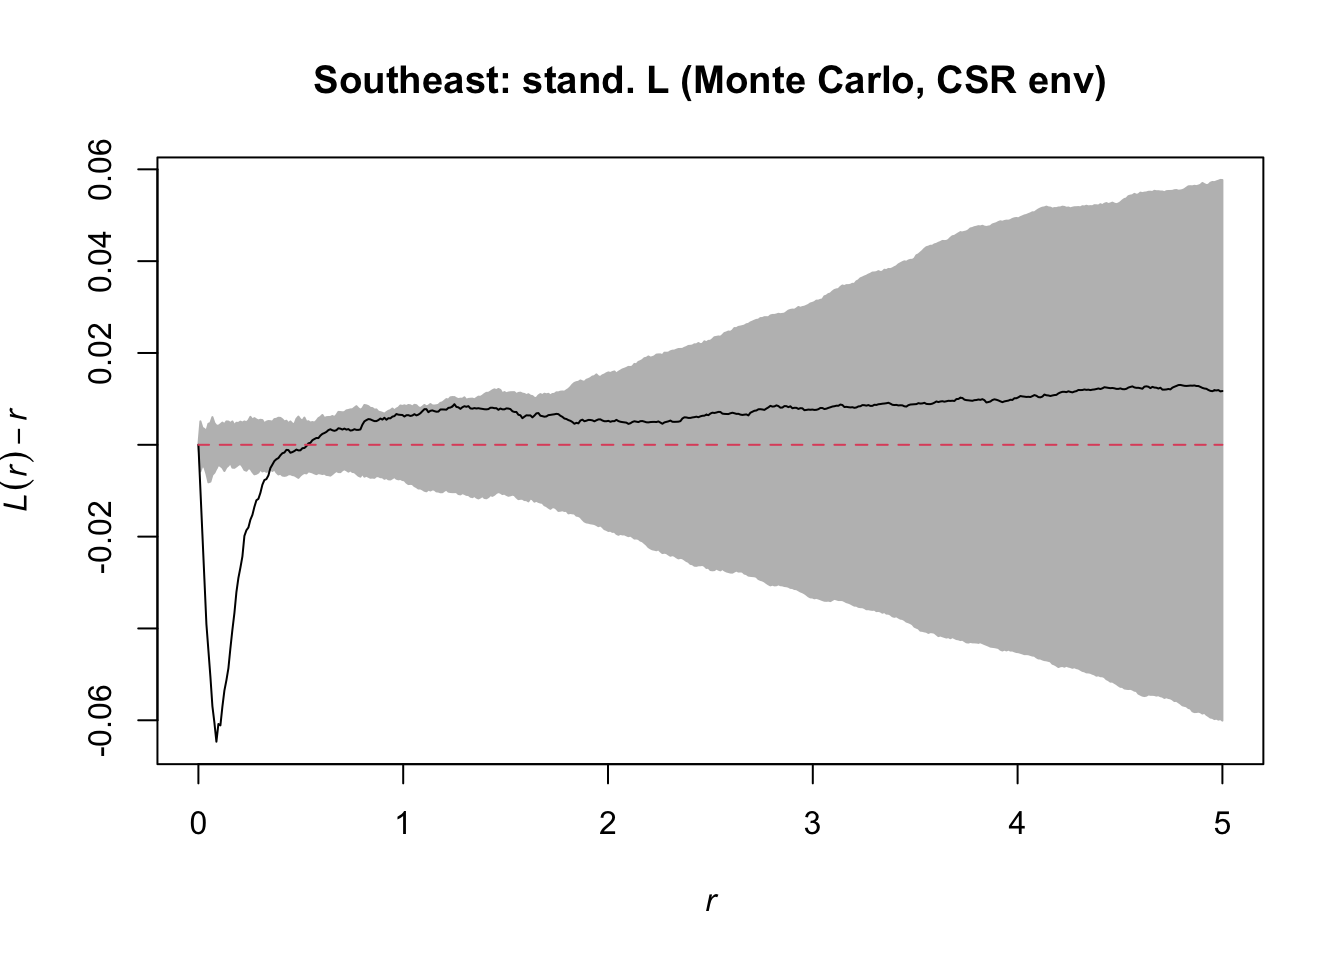 Southeast: stand. L (Monte Carlo, CSR env)
0.06
0.04
0.02
-0.02
-0.06
L(r) − r
0 1 2 3 4 5
r